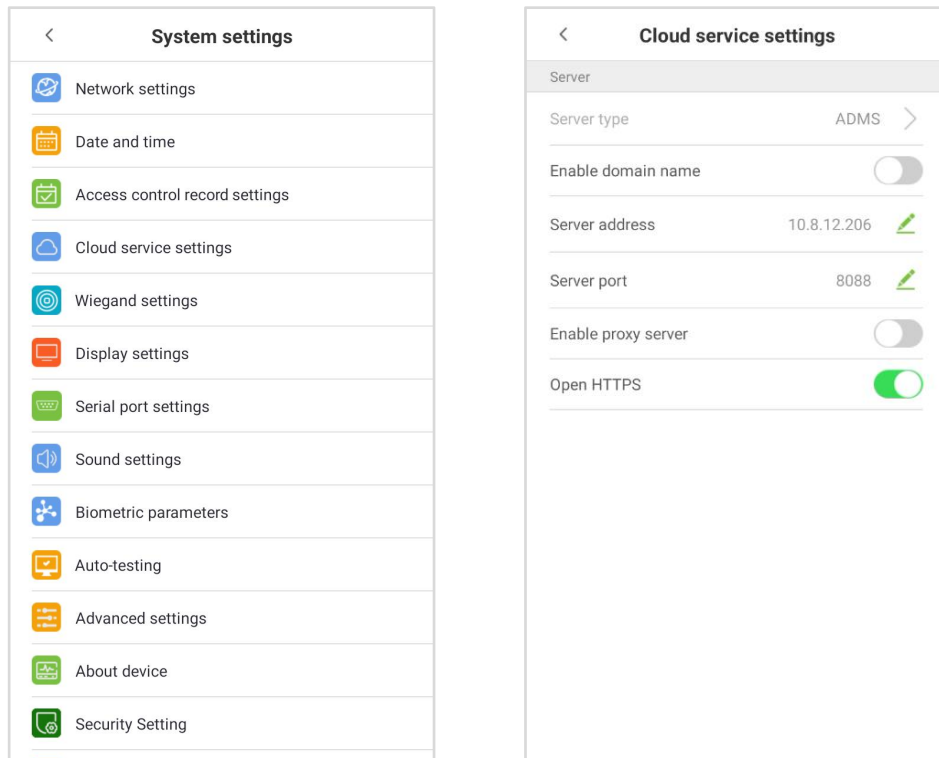 System settings
Network settings
Date and time
Access control record settings
Cloud service settings
Wiegand settings
Display settings
Serial port settings
Sound settings
Biometric parameters
Auto-testing
Advanced settings
About device
Security Setting
Cloud service settings
Server
Server type ADMS
Enable domain name
Server address 10.8.12.206
Server port 8088
Enable proxy server
Open HTTPS